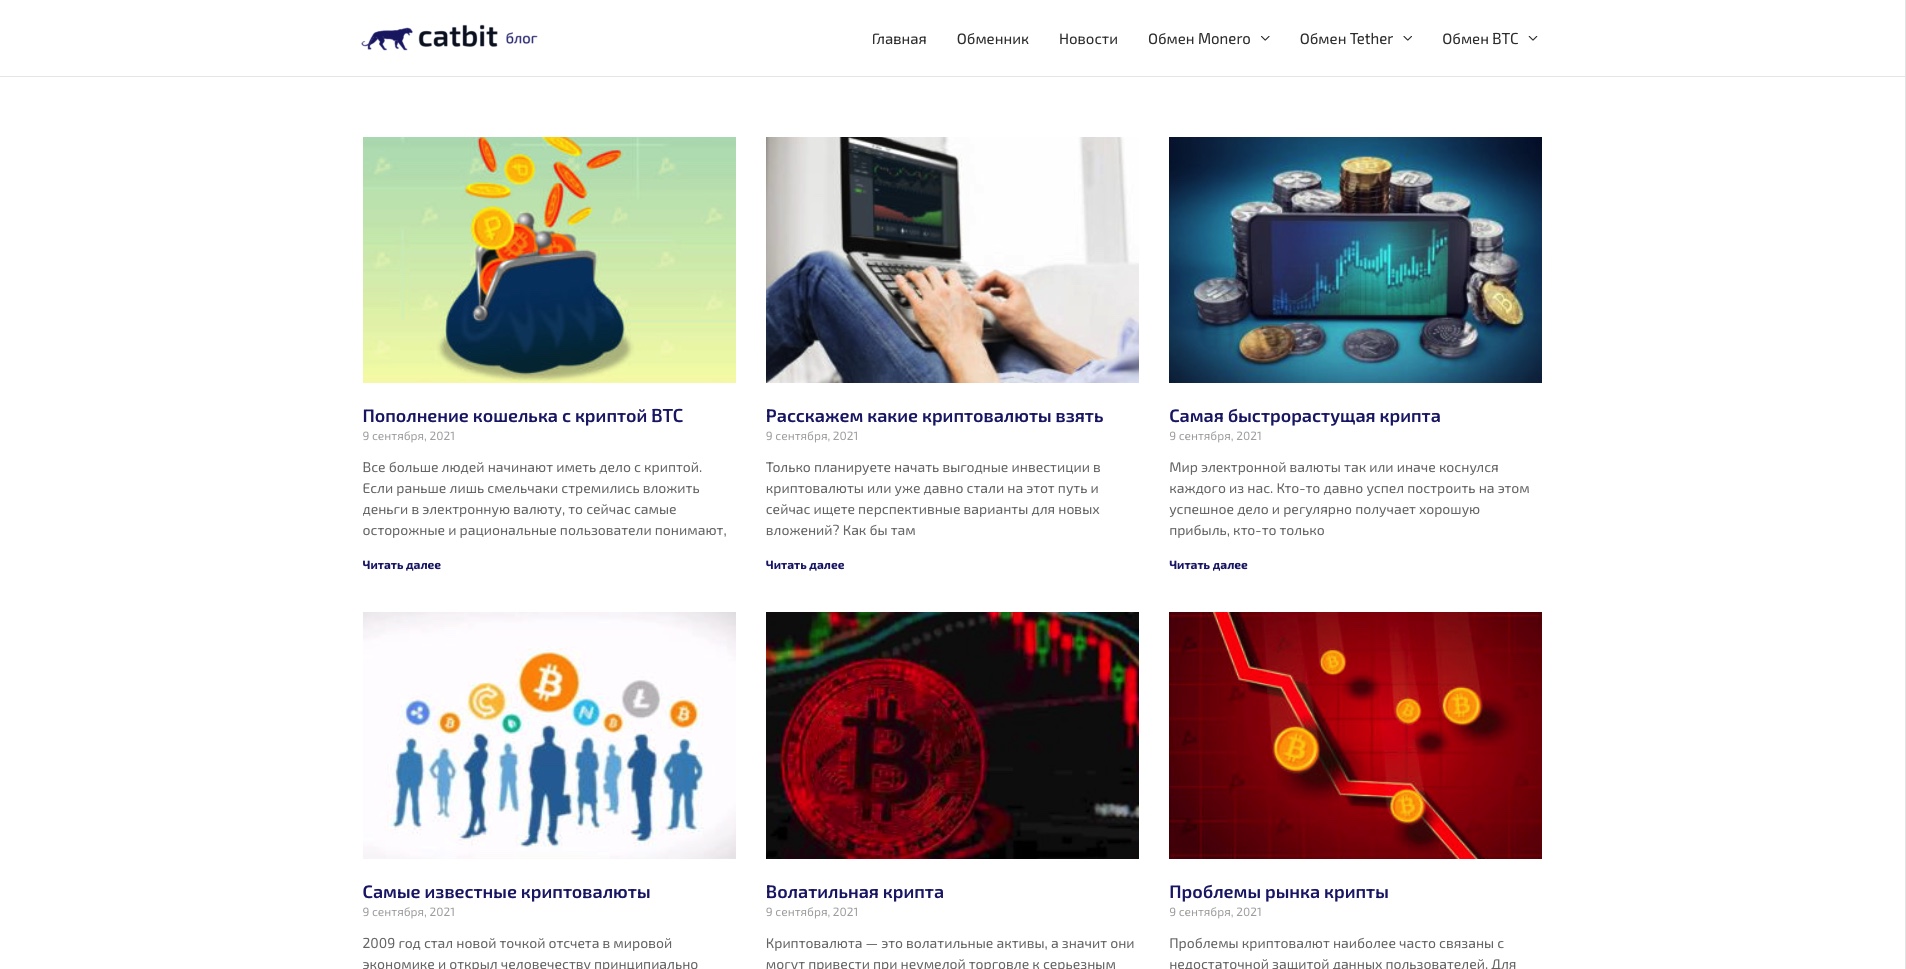 catbit блог
Главная
Обменник
Новости
Обмен Monero
Обмен Tether
Обмен BTC
Пополнение кошелька с криптой BTC
9 сентября, 2021
Все больше людей начинают иметь дело с криптой.
Если раньше лишь смельчаки стремились вложить
деньги в электронную валюту, то сейчас самые
осторожные и рациональные пользователи понимают,
Читать далее
Расскажем какие криптовалюты взять
9 сентября, 2021
Только планируете начать выгодные инвестиции в
криптовалюты или уже давно стали на этот путь и
сейчас ищете перспективные варианты для новых
вложений? Как бы там
Читать далее
Самая быстрорастущая крипта
9 сентября, 2021
Мир электронной валюты так или иначе коснулся
каждого из нас. Кто-то давно успел построить на этом
успешное дело и регулярно получает хорошую
прибыль, кто-то только
Читать далее
Самые известные криптовалюты
9 сентября, 2021
2009 год стал новой точкой отсчета в мировой
экономике и открыл человечеству принципиально
Волатильная крипта
9 сентября, 2021
Криптовалюта — это волатильные активы, а значит они
могут привести при неумелой торговле к серьезным
Проблемы рынка крипты
9 сентября, 2021
Проблемы криптовалют наиболее часто связаны с
недостаточной защитой данных пользователей. Для